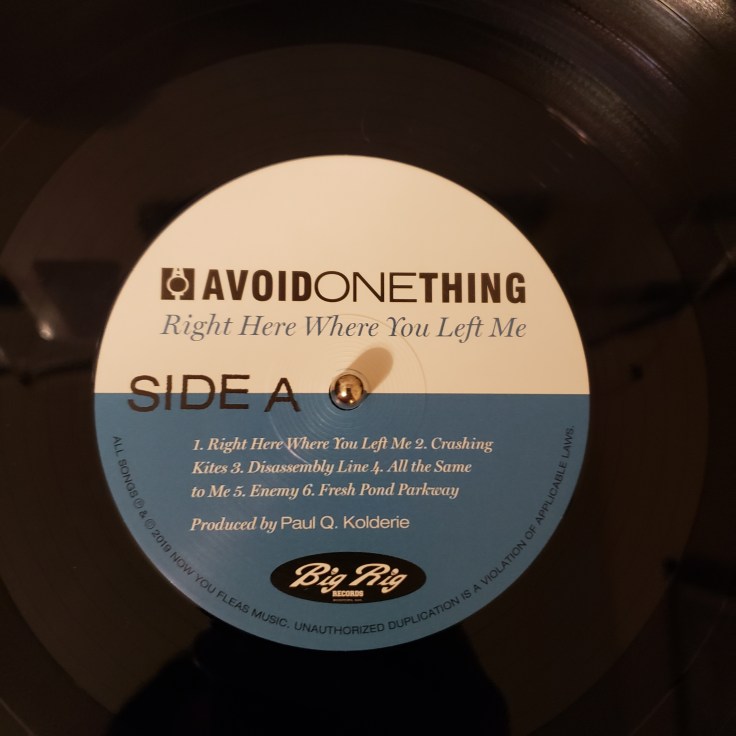 AVOIDONETHING
Right Here Where You Left Me
SIDE A
1. Right Here Where You Left Me 2. Crashing
Kites 3. Disassembly Line 4. All the Same
to Me 5. Enemy 6. Fresh Pond Parkway
Produced by Paul Q. Kolderie
Big Rig
RECORDS
ALL SONGS ℗ & © 2019 NOW YOU FLEAS MUSIC. UNAUTHORIZED DUPLICATION IS A VIOLATION OF APPLICABLE LAWS.